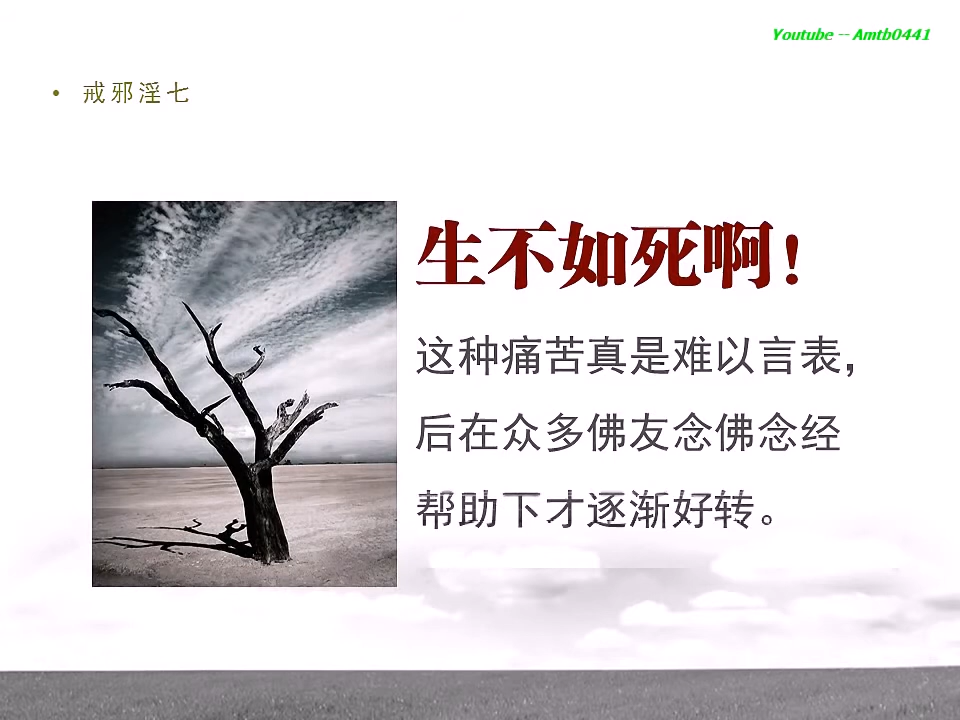 Youtube -- Amtb0441
• 戒邪淫七
生不如死啊！
这种痛苦真是难以言表，
后在众多佛友念佛念经
帮助下才逐渐好转。